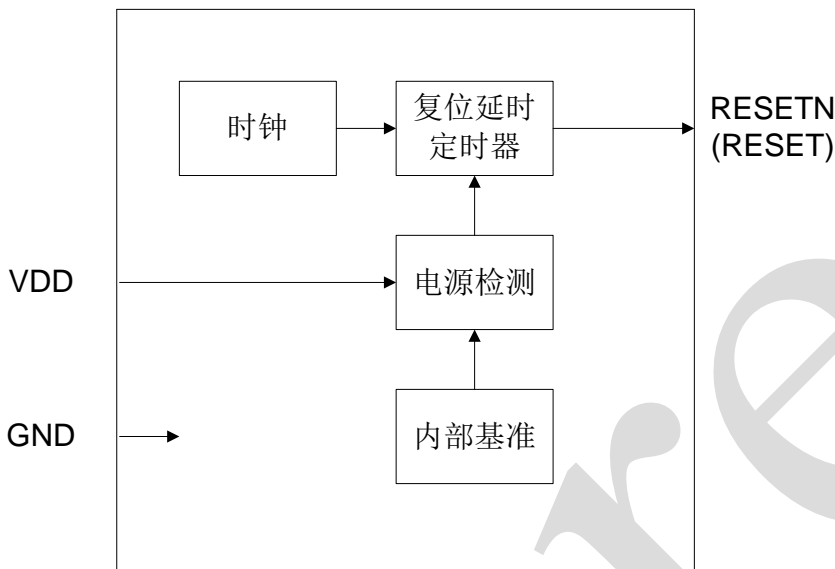 时钟
复位延时
定时器
RESETN
(RESET)
VDD
电源检测
GND
内部基准
re